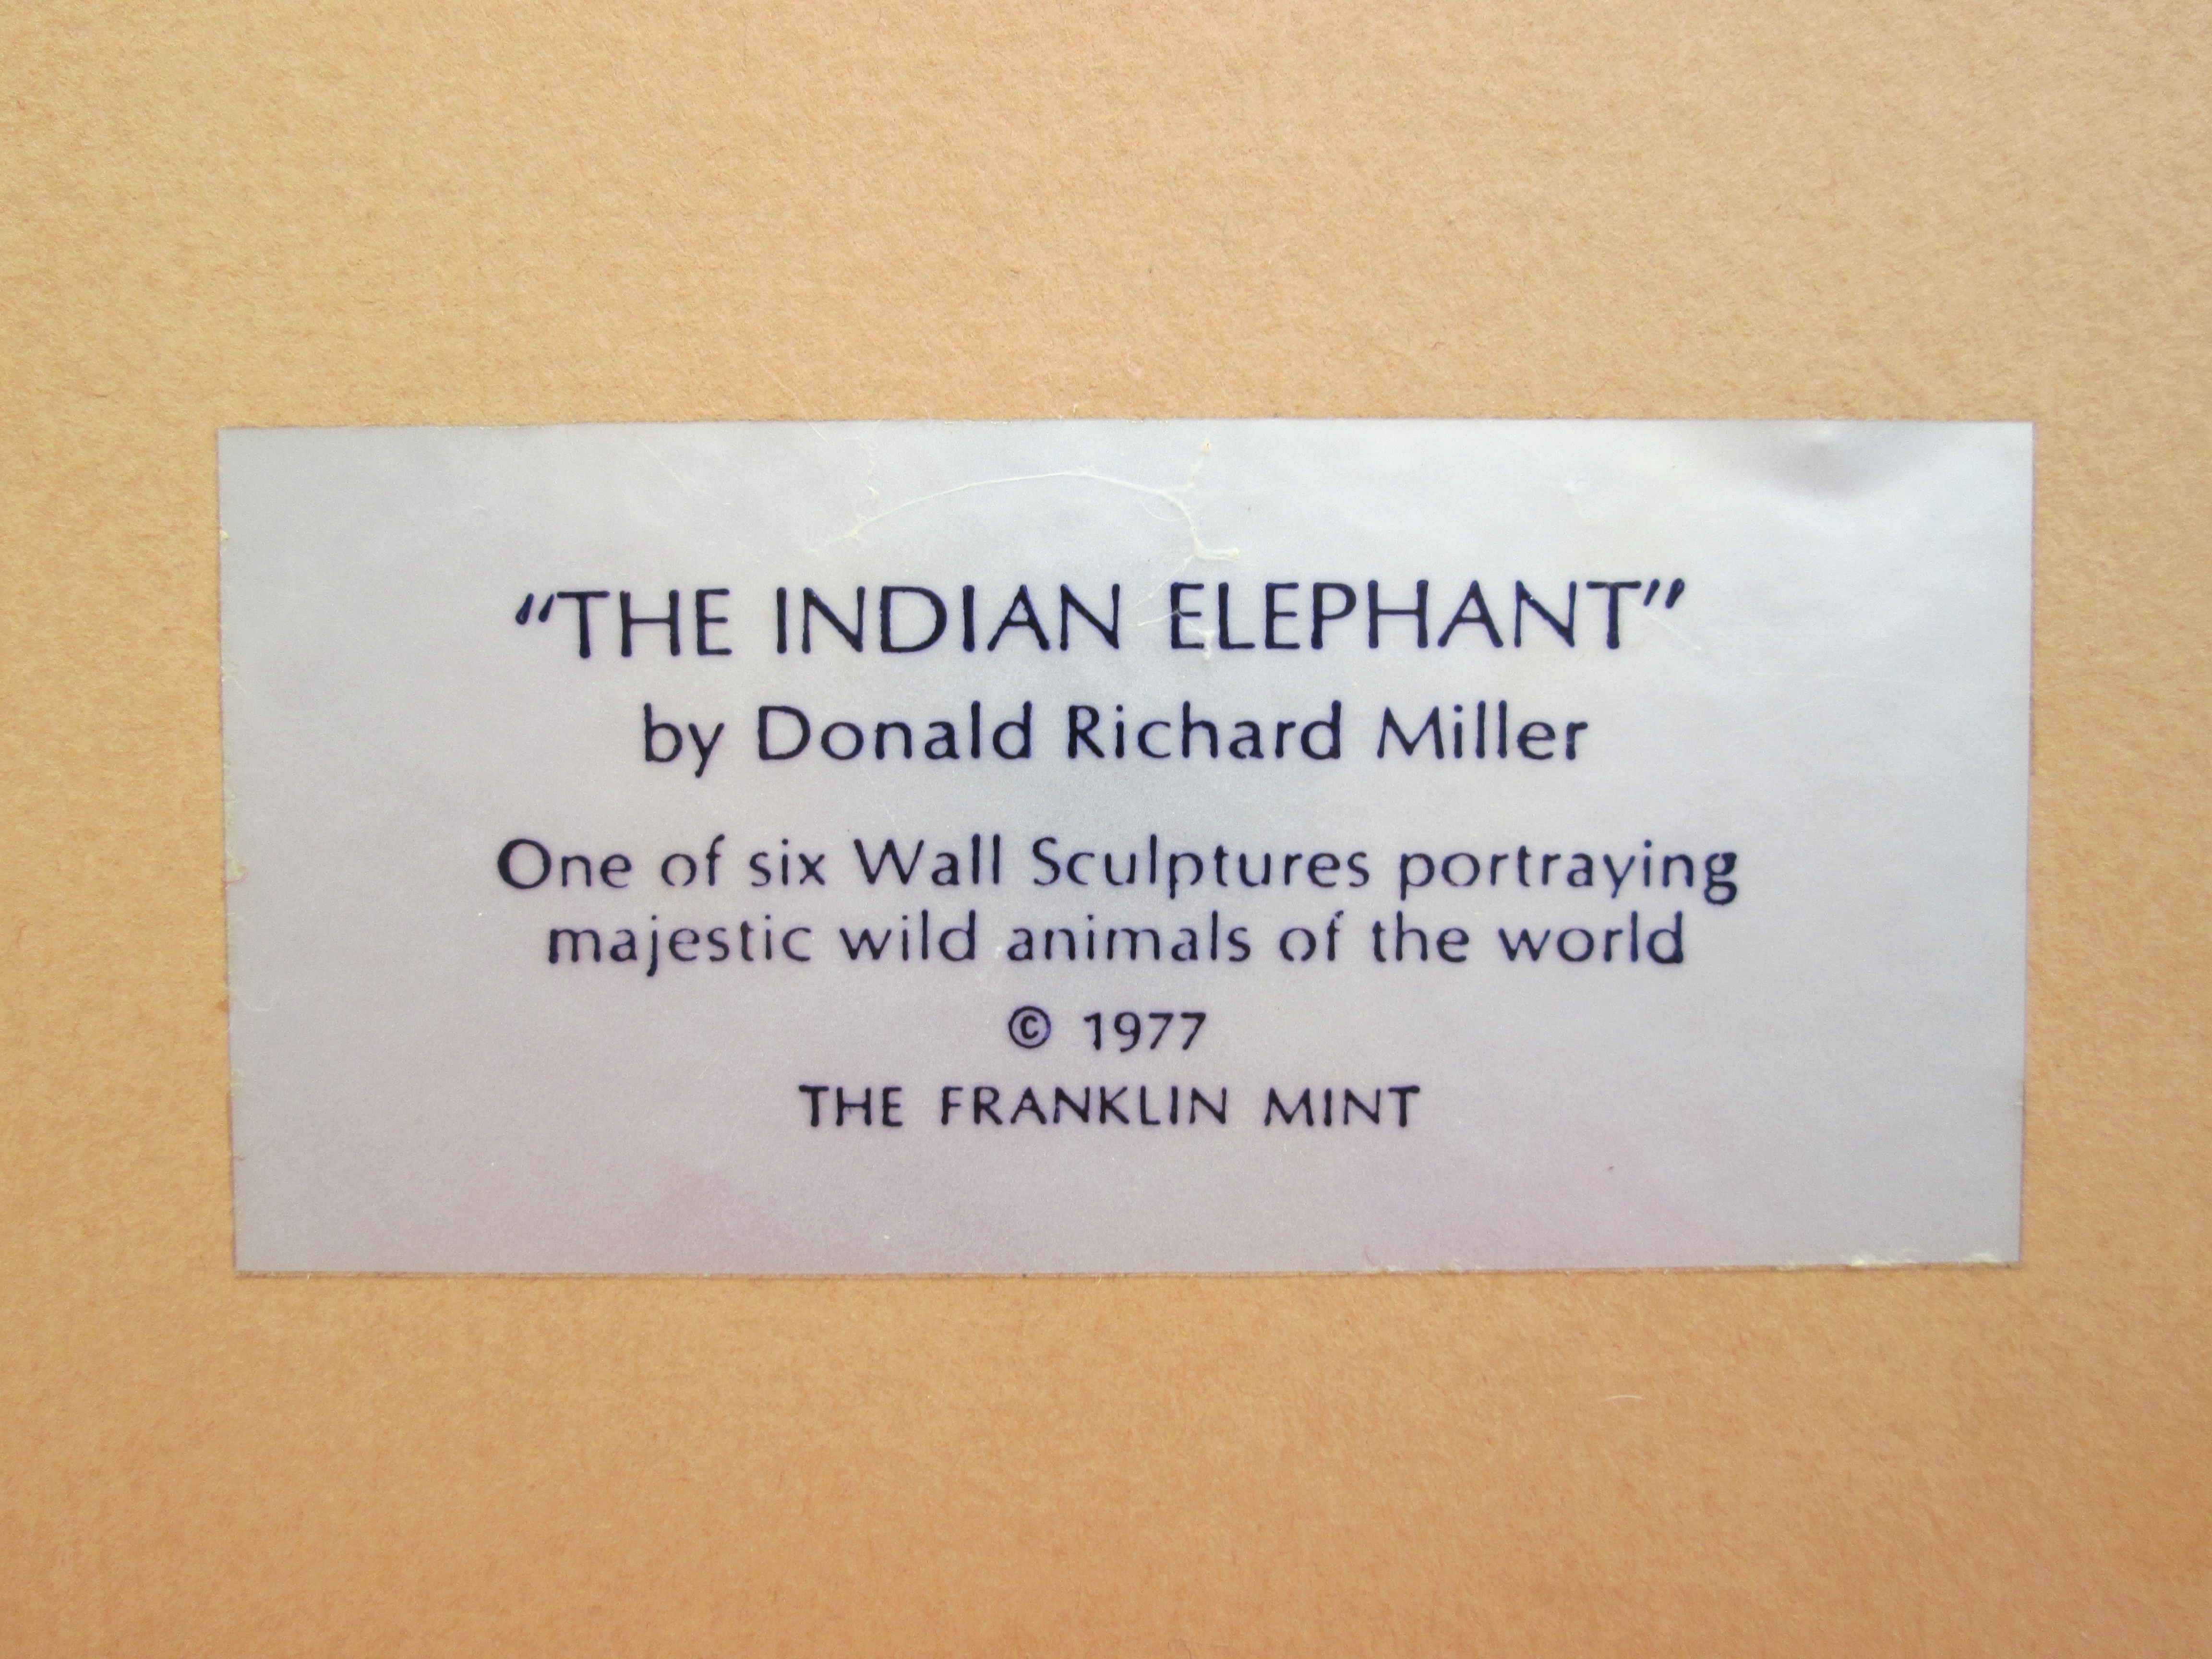 “THE INDIAN ELEPHANT”
by Donald Richard Miller
One of six Wall Sculptures portraying
majestic wild animals of the world
© 1977
THE FRANKLIN MINT